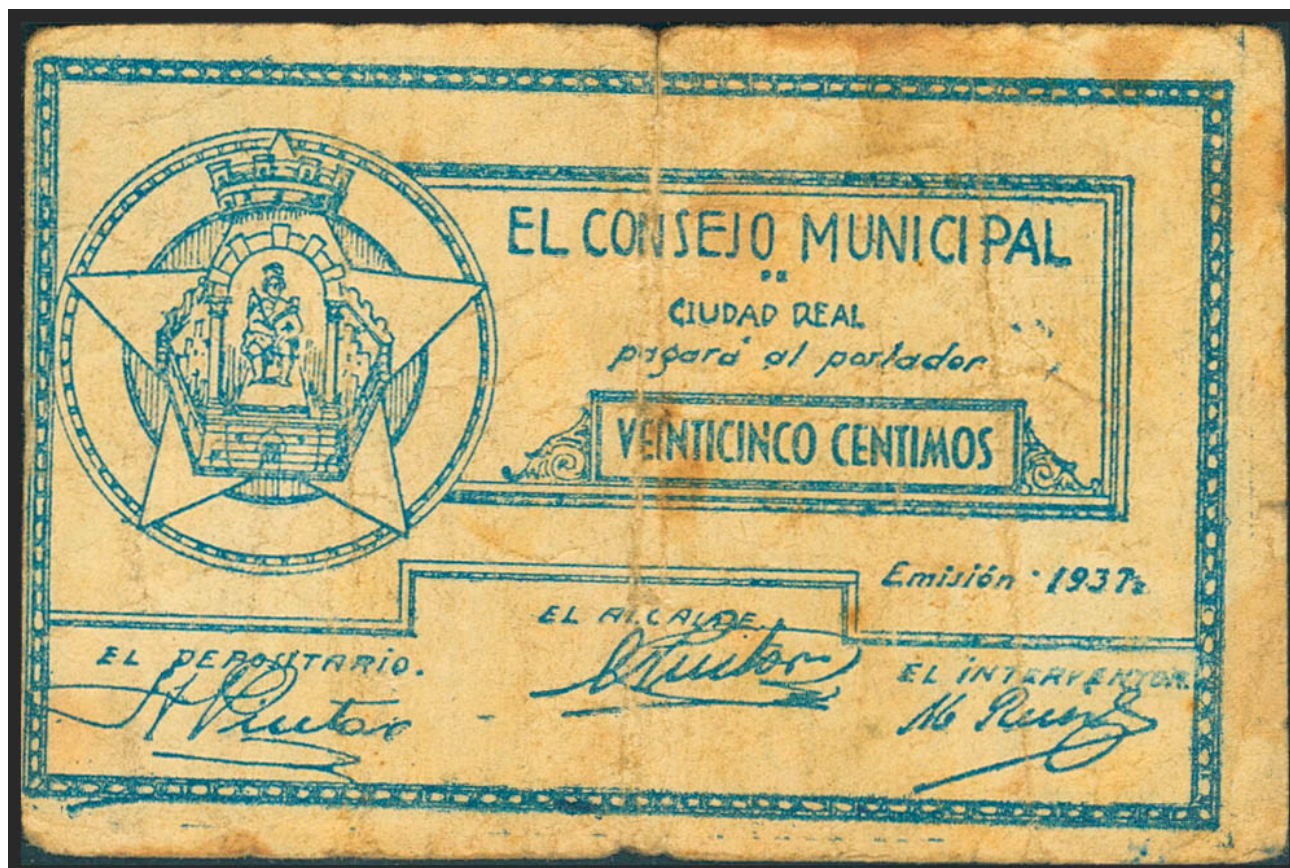 EL CONSEJO MUNICIPAL
DE
CIUDAD REAL
pagará al portador
VEINTICINCO CENTIMOS
Emisión - 1937
EL ALCALDE.
EL DEPOSITARIO.
EL INTERVENTOR.